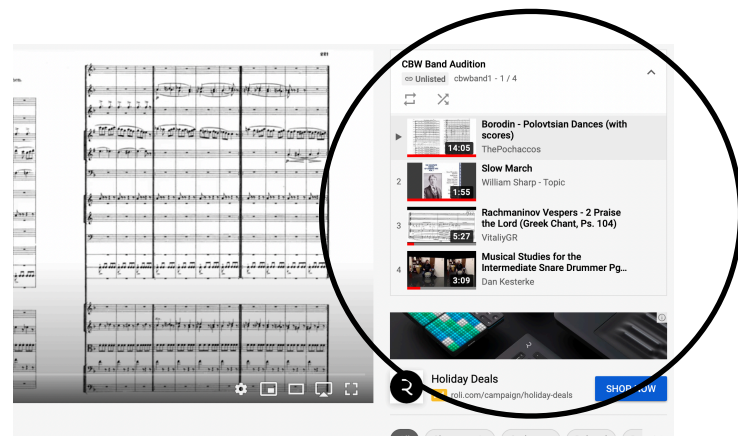 CBW Band Audition
Unlisted cbwband1 - 1 / 4
Borodin - Polovtsian Dances (with
scores)
14:05
ThePochaccos
2
Slow March
William Sharp - Topic
1:55
3
Rachmaninov Vespers - 2 Praise
the Lord (Greek Chant, Ps. 104)
5:27
VitaliyGR
4
Musical Studies for the
Intermediate Snare Drummer Pg...
3:09
Dan Kesterke
Holiday Deals
roli.com/campaign/holiday-deals
SHOP NOW